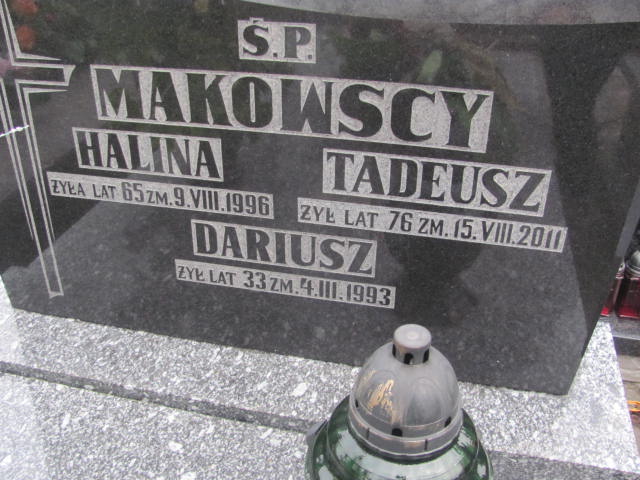 Ś.P.
MAKOWSCY
HALINA
ŻYŁA LAT 65 ZM. 9.VIII.1996
TADEUSZ
ŻYŁ LAT 76 ZM. 15.VIII.2011
DARIUSZ
ŻYŁ LAT 33 ZM. 4.III.1993